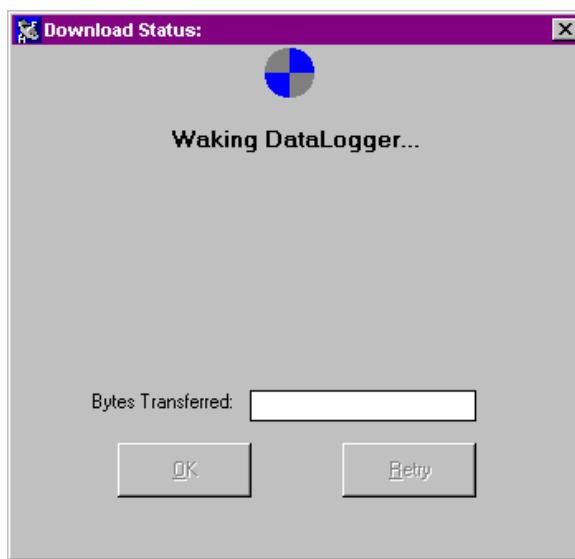 Download Status:
Waking DataLogger...
Bytes Transferred:
OK
Retry